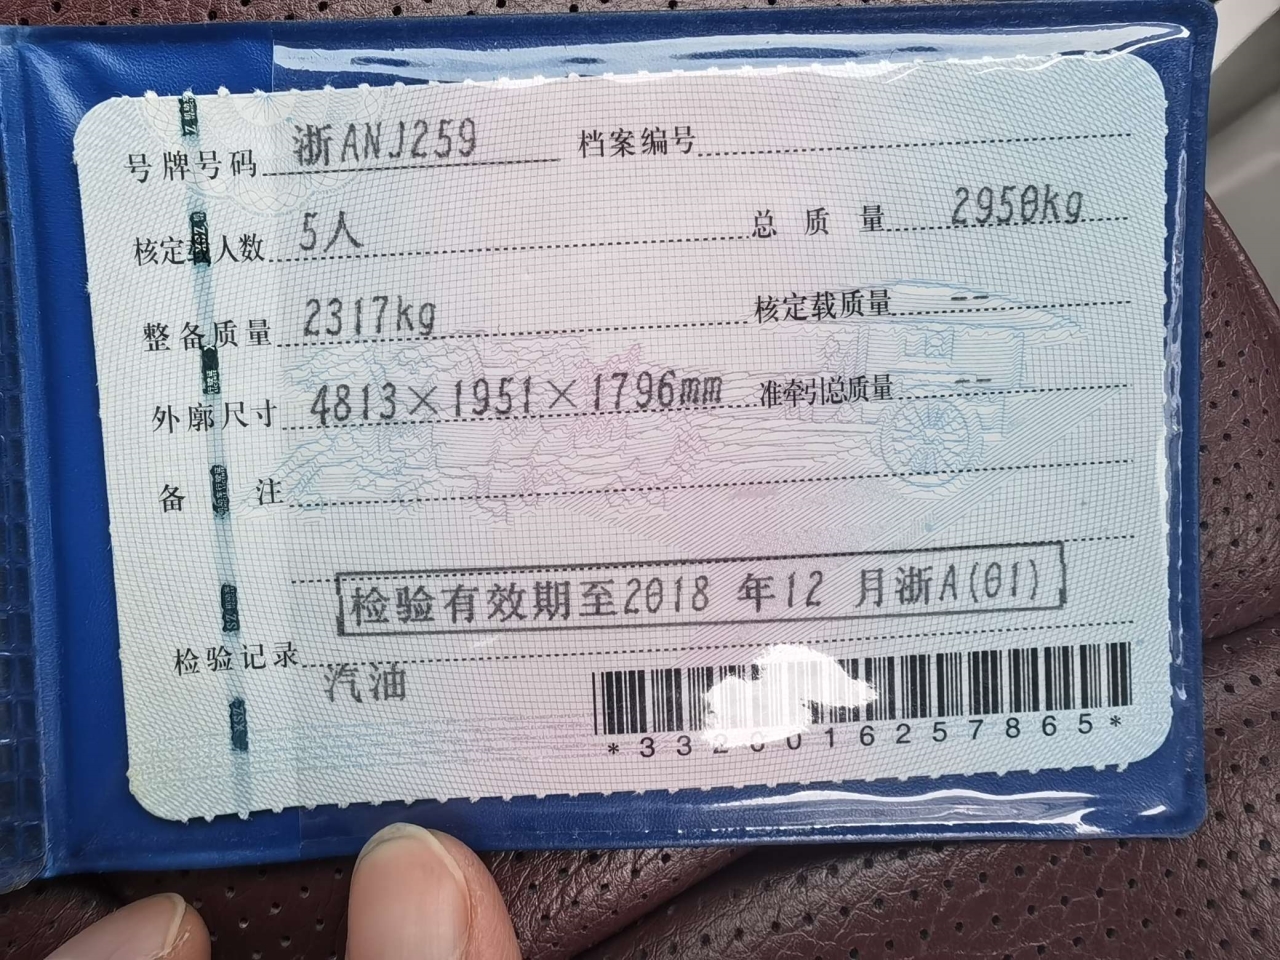 号牌号码 浙ANJ259 档案编号
核定载人数 5人 总质量 2950kg
整备质量 2317kg 核定载质量 --
外廓尺寸 4813×1951×1796mm 准牵引总质量 --
备注
检验有效期至2018 年12 月浙A(01)
检验记录
汽油
*3320016257865*